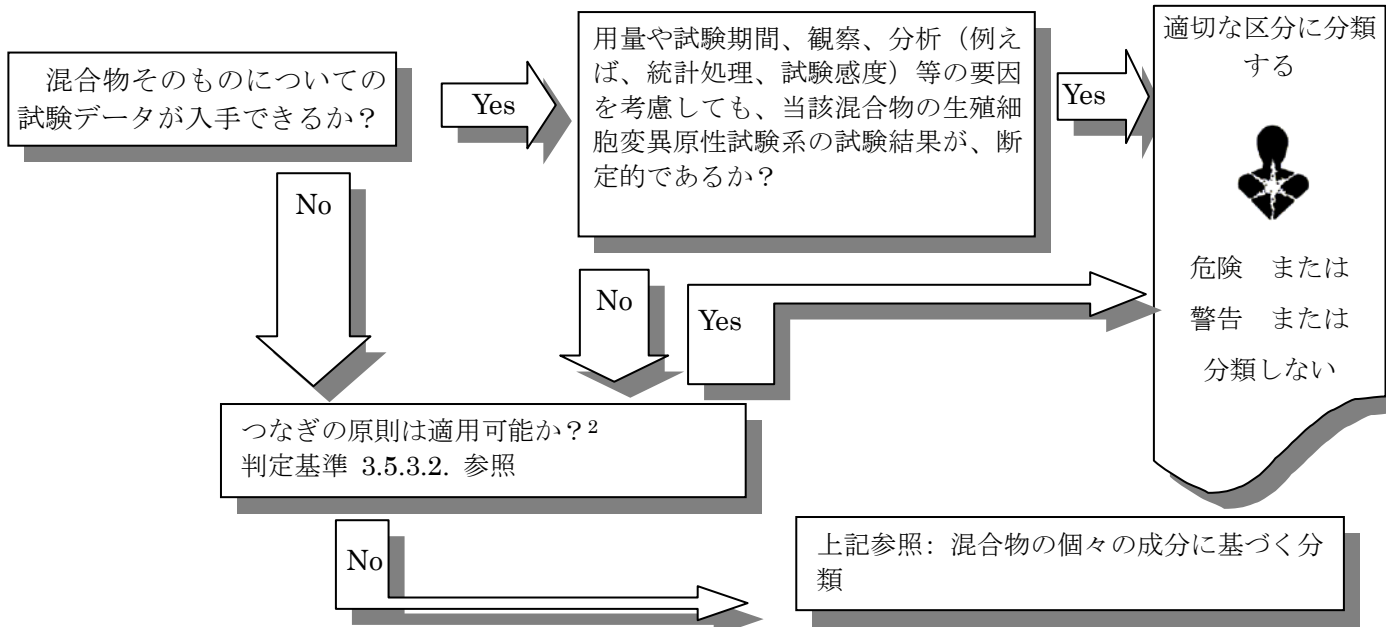 混合物そのものについての
試験データが入手できるか？
Yes
用量や試験期間、観察、分析（例え
ば、統計処理、試験感度）等の要因
を考慮しても、当該混合物の生殖細
胞変異原性試験系の試験結果が、断
定的であるか？
Yes
適切な区分に分類
する
危険　または
警告　または
分類しない
No
No
Yes
つなぎの原則は適用可能か？2
判定基準 3.5.3.2. 参照
No
上記参照: 混合物の個々の成分に基づく分
類